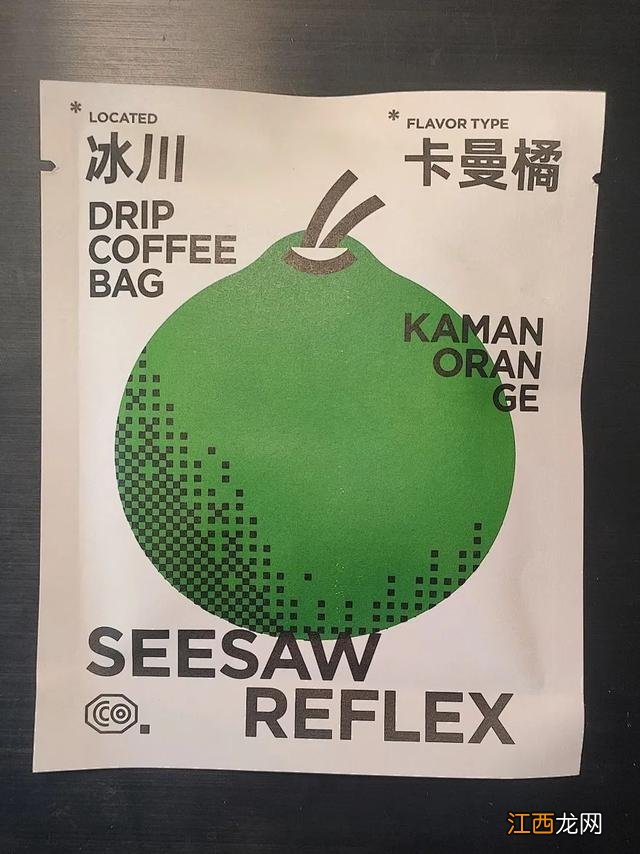 * LOCATED
冰川
DRIP
COFFEE
BAG
* FLAVOR TYPE
卡曼橘
KAMAN
ORAN
GE
SEESAW
REFLEX
CO.
江西龙网